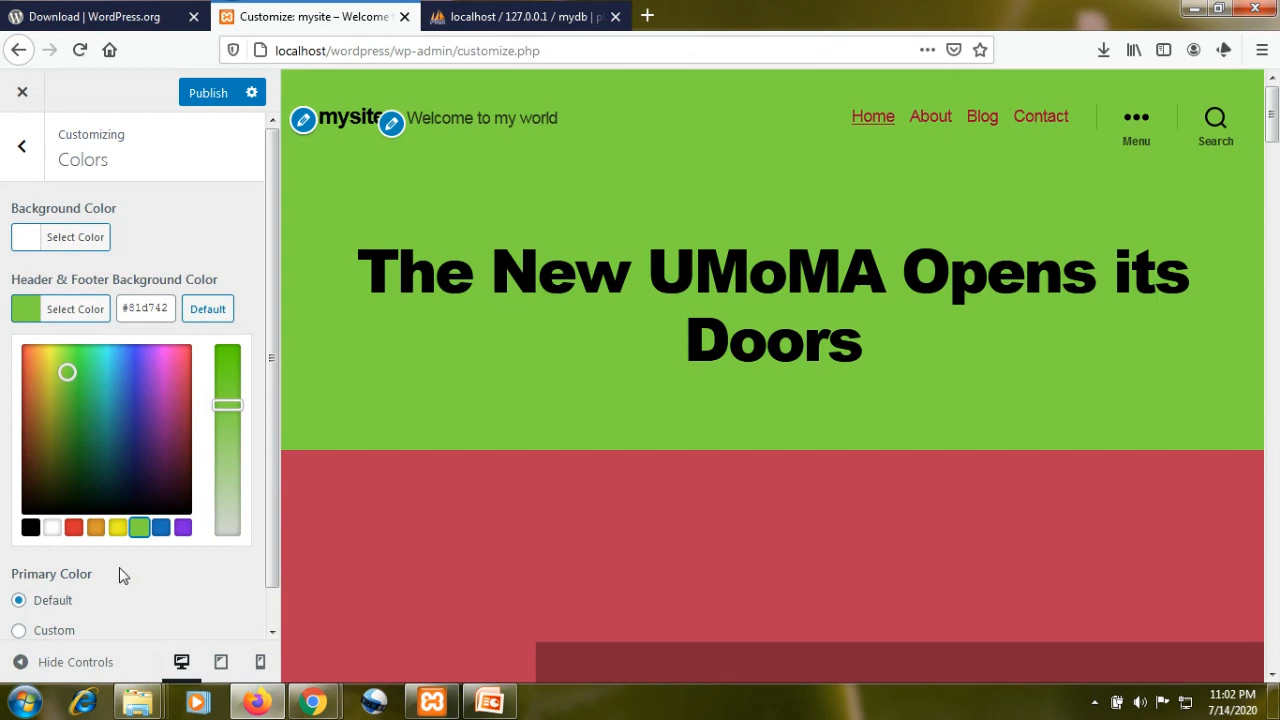 Download | WordPress.org
Customize: mysite – Welcome
localhost / 127.0.0.1 / mydb | p
localhost/wordpress/wp-admin/customize.php
Publish
Customizing
Colors
Background Color
Select Color
Header & Footer Background Color
Select Color #81d742 Default
Primary Color
Default
Custom
Hide Controls
mysite Welcome to my world
Home About Blog Contact
Menu Search
The New UMoMA Opens its
Doors
11:02 PM
7/14/2020